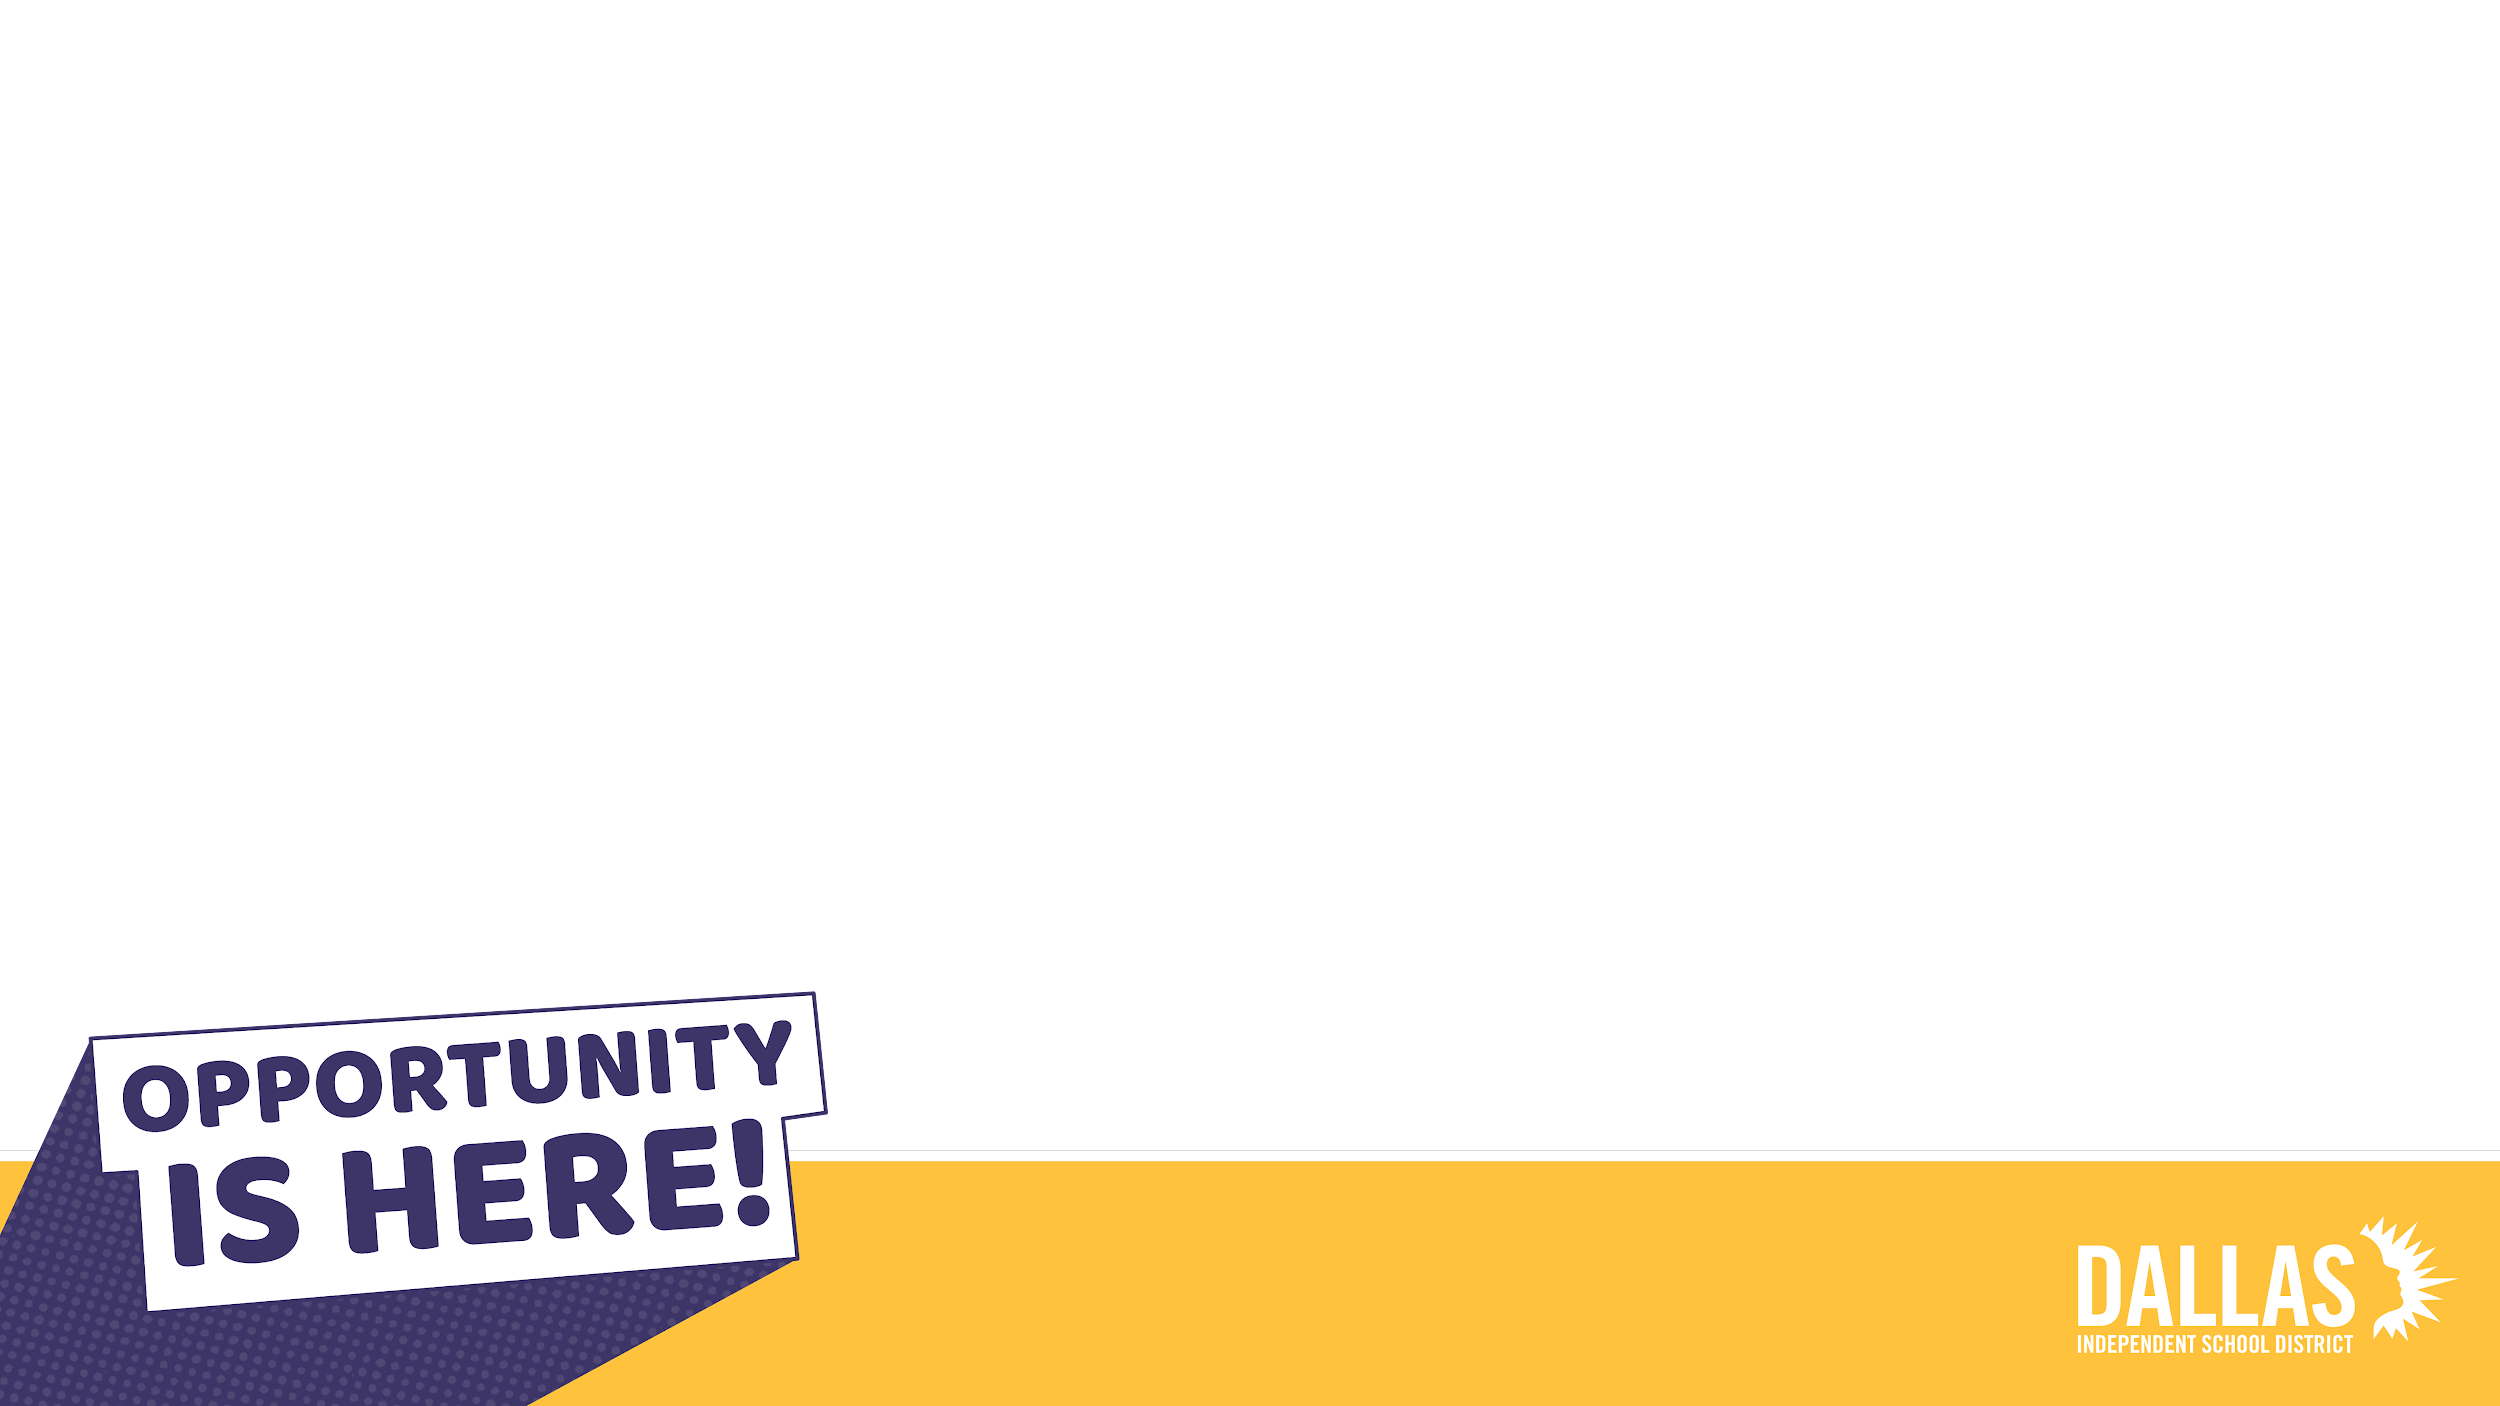 OPPORTUNITY
IS HERE!
DALLAS
INDEPENDENT SCHOOL DISTRICT